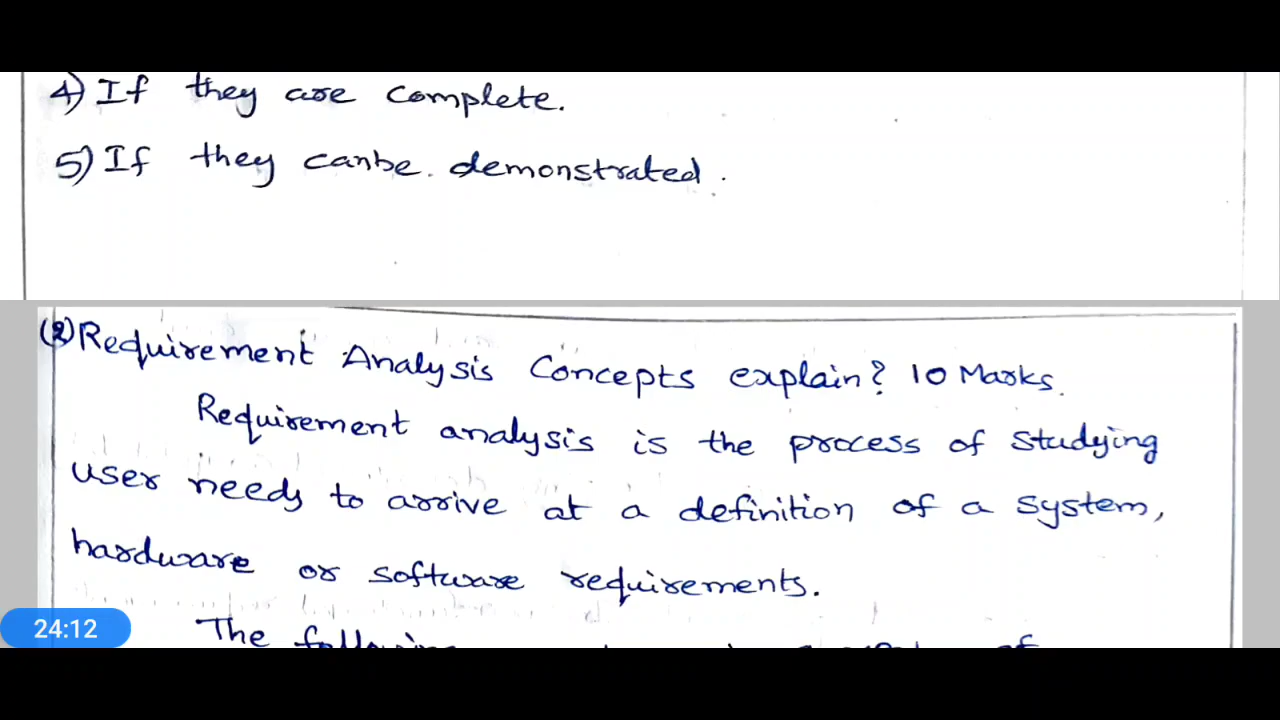 4) If they are complete.
5) If they canbe. demonstrated.
(2) Requirement Analysis Concepts explain? 10 Marks.
Requirement analysis is the process of studying
user needs to arrive at a definition of a system,
hardware or software requirements.
The following
24:12